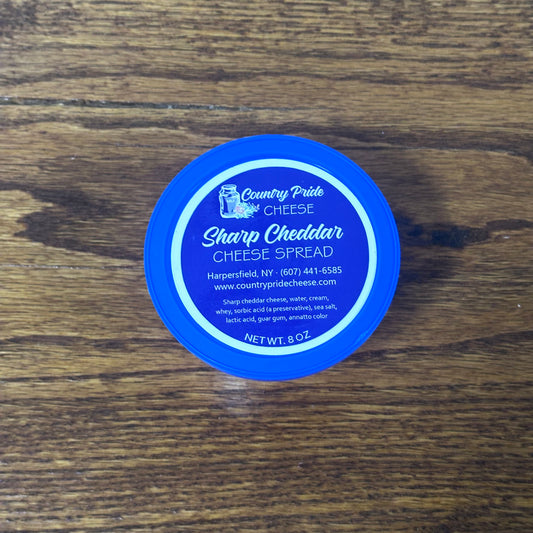 Country Pride
CHEESE
Sharp Cheddar
CHEESE SPREAD
Harpersfield, NY · (607) 441-6585
www.countrypridecheese.com
Sharp cheddar cheese, water, cream,
whey, sorbic acid (a preservative), sea salt,
lactic acid, guar gum, annatto color
NET WT. 8 OZ